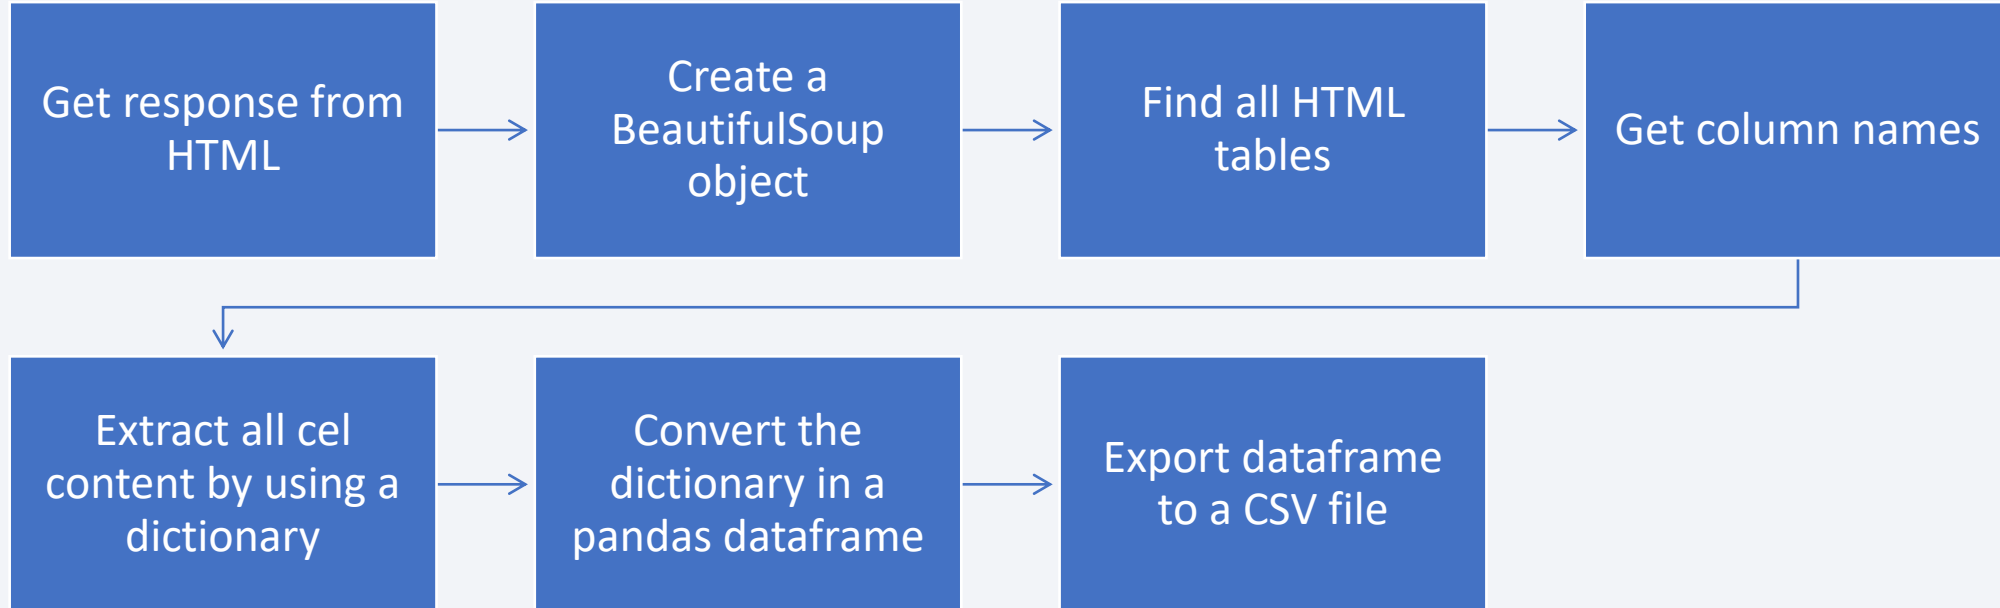 Get response from
HTML
Create a
BeautifulSoup
object
Find all HTML
tables
Get column names
Extract all cel
content by using a
dictionary
Convert the
dictionary in a
pandas dataframe
Export dataframe
to a CSV file